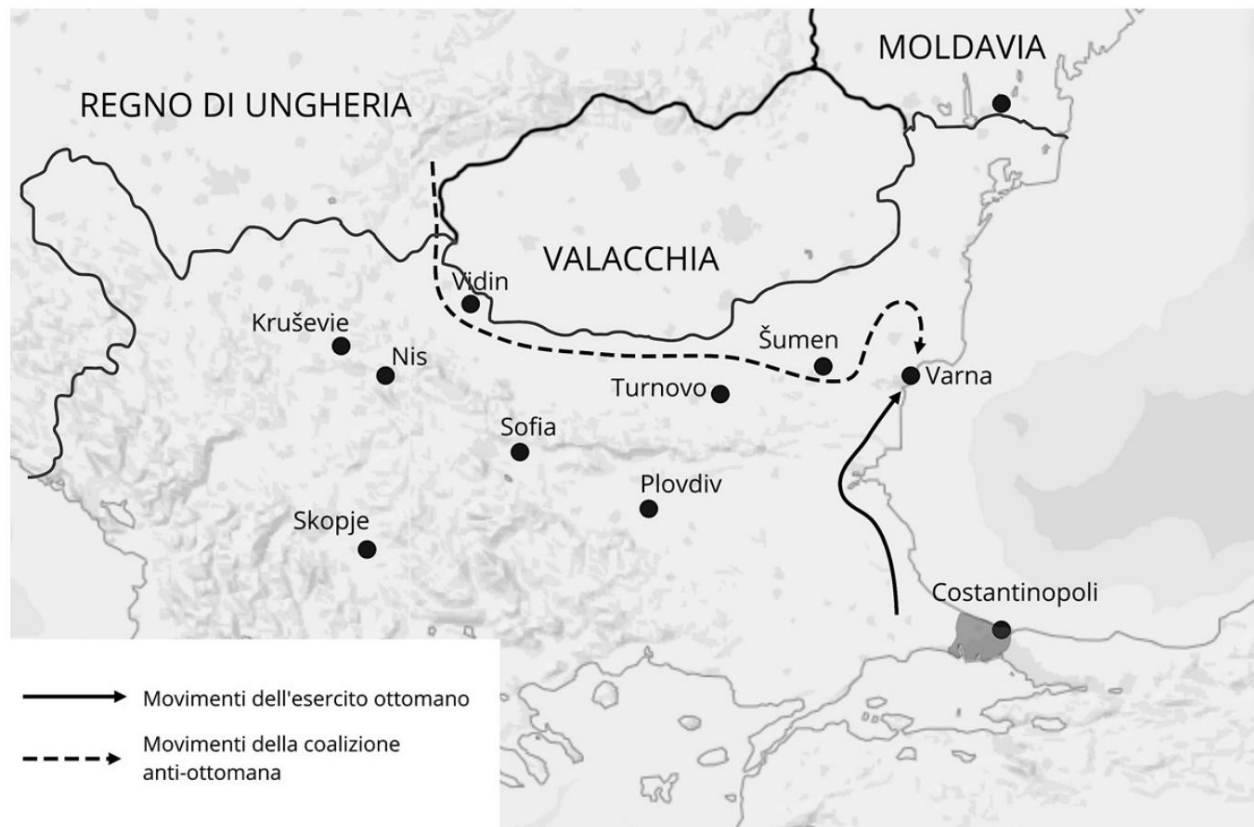 MOLDAVIA
REGNO DI UNGHERIA
VALACCHIA
Vidin
Kruševie
Nis
Šumen
Varna
Turnovo
Sofia
Plovdiv
Skopje
Costantinopoli
Movimenti dell'esercito ottomano
Movimenti della coalizione
anti-ottomana